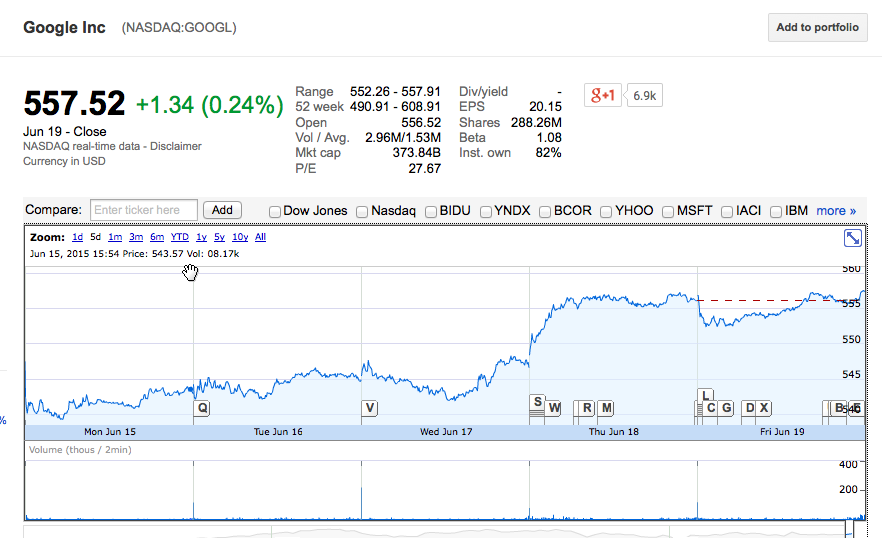 Google Inc (NASDAQ:GOOGL)
Add to portfolio
557.52 +1.34 (0.24%)
Jun 19 - Close
NASDAQ real-time data - Disclaimer
Currency in USD
Range 552.26 - 557.91
52 week 490.91 - 608.91
Open 556.52
Vol / Avg. 2.96M/1.53M
Mkt cap 373.84B
P/E 27.67
Div/yield -
EPS 20.15
Shares 288.26M
Beta 1.08
Inst. own 82%
g+1 6.9k
Compare: Enter ticker here Add Dow Jones Nasdaq BIDU YNDX BCOR YHOO MSFT IACI IBM more »
Zoom: 1d 5d 1m 3m 6m YTD 1y 5y 10y All
Jun 15, 2015 15:54 Price: 543.57 Vol: 08.17k
560
555
550
545
540
%
Q V S W R M L C G D X B E
Mon Jun 15 Tue Jun 16 Wed Jun 17 Thu Jun 18 Fri Jun 19
Volume (thous / 2min)
400
200